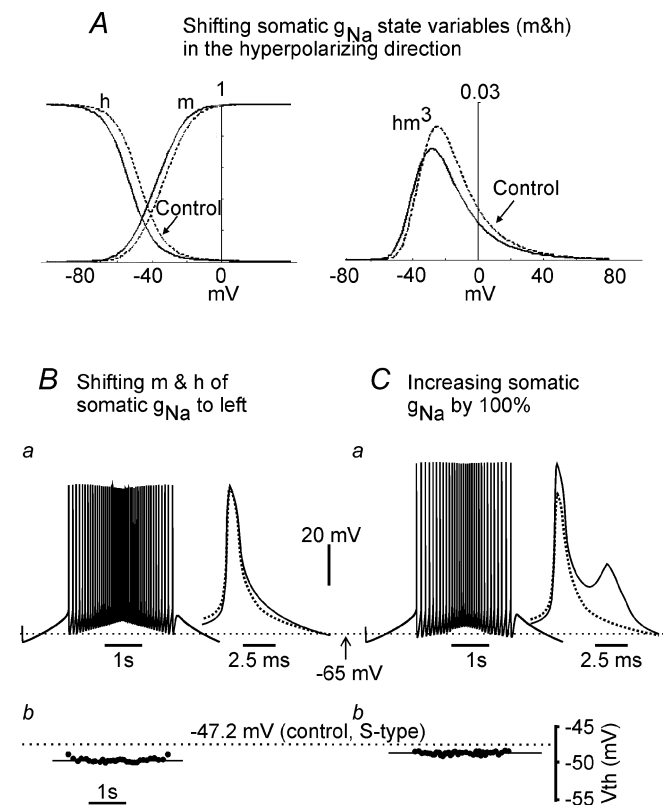 A
Shifting somatic gNa state variables (m&h)
in the hyperpolarizing direction
h
m
1
Control
-80
-40
0
mV
0.03
hm3
Control
-80
-40
0
40
80
mV
B
Shifting m & h of
somatic gNa to left
C
Increasing somatic
gNa by 100%
a
1s
2.5 ms
20 mV
-65 mV
a
1s
2.5 ms
b
-47.2 mV (control, S-type)
1s
b
-45
-50
-55
Vth (mV)